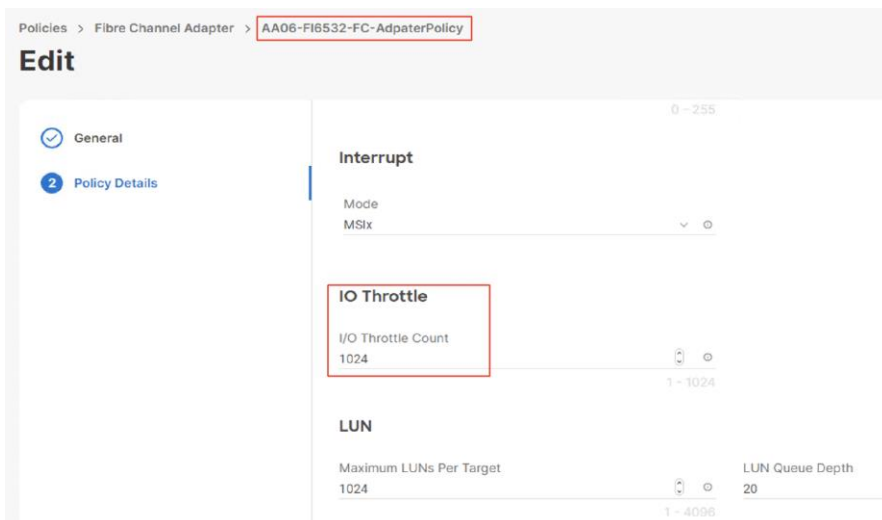 Policies > Fibre Channel Adapter > AA06-FI6532-FC-AdpaterPolicy
Edit
0 – 255
General
Interrupt
2 Policy Details
Mode
MSIx
IO Throttle
I/O Throttle Count
1024
1 - 1024
LUN
Maximum LUNs Per Target
LUN Queue Depth
1024
20
1 - 4096